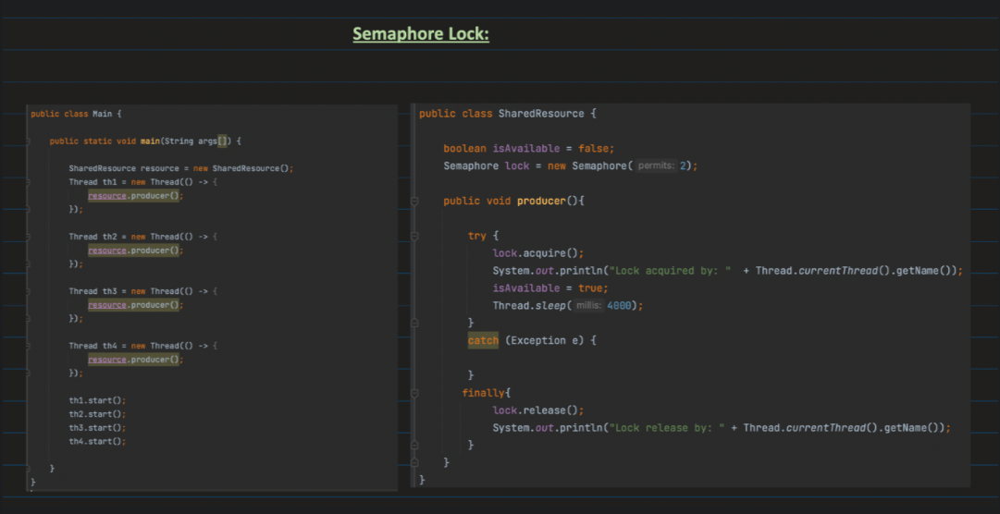 Semaphore Lock:
public class Main {
public static void main(String args[]) {
SharedResource resource = new SharedResource();
Thread th1 = new Thread(() -> {
resource.producer();
});
Thread th2 = new Thread(() -> {
resource.producer();
});
Thread th3 = new Thread(() -> {
resource.producer();
});
Thread th4 = new Thread(() -> {
resource.producer();
});
th1.start();
th2.start();
th3.start();
th4.start();
}
}
public class SharedResource {
boolean isAvailable = false;
Semaphore lock = new Semaphore( permits: 2);
public void producer(){
try {
lock.acquire();
System.out.println("Lock acquired by: " + Thread.currentThread().getName());
isAvailable = true;
Thread.sleep( millis: 4000);
}
catch (Exception e) {
}
finally{
lock.release();
System.out.println("Lock release by: " + Thread.currentThread().getName());
}
}
}